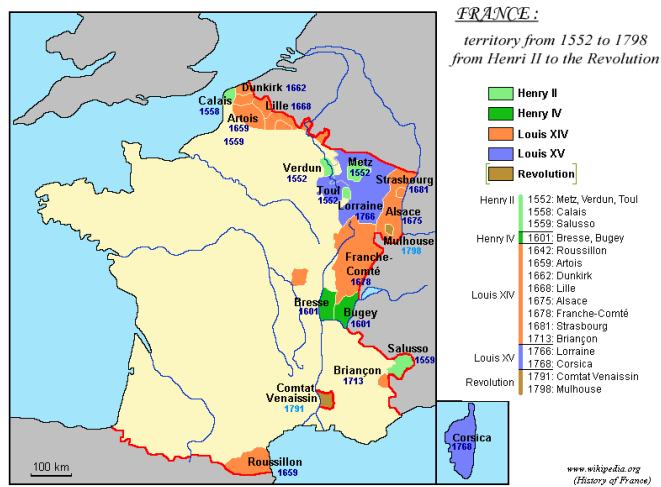 FRANCE :
territory from 1552 to 1798
from Henri II to the Revolution
Henry II
Henry IV
Louis XIV
Louis XV
Revolution
Henry II
1552: Metz, Verdun, Toul
1558: Calais
1559: Salusso
Henry IV
1601: Bresse, Bugey
Louis XIV
1642: Roussillon
1659: Artois
1662: Dunkirk
1668: Lille
1675: Alsace
1678: Franche-Comté
1681: Strasbourg
1713: Briançon
Louis XV
1766: Lorraine
1768: Corsica
Revolution
1791: Comtat Venaissin
1798: Mulhouse
Dunkirk 1662
Calais
1558
Lille 1668
Artois
1659
1559
Verdun
1552
Metz
1552
Strasbourg
1681
Toul
1552
Lorraine
1766
Alsace
1675
Mulhouse
1798
Franche-
Comté
1678
Bresse
1601
Bugey
1601
Salusso
1559
Briançon
1713
Comtat
Venaissin
1791
Roussillon
1659
Corsica
1768
100 km
www.wikipedia.org
(History of France)